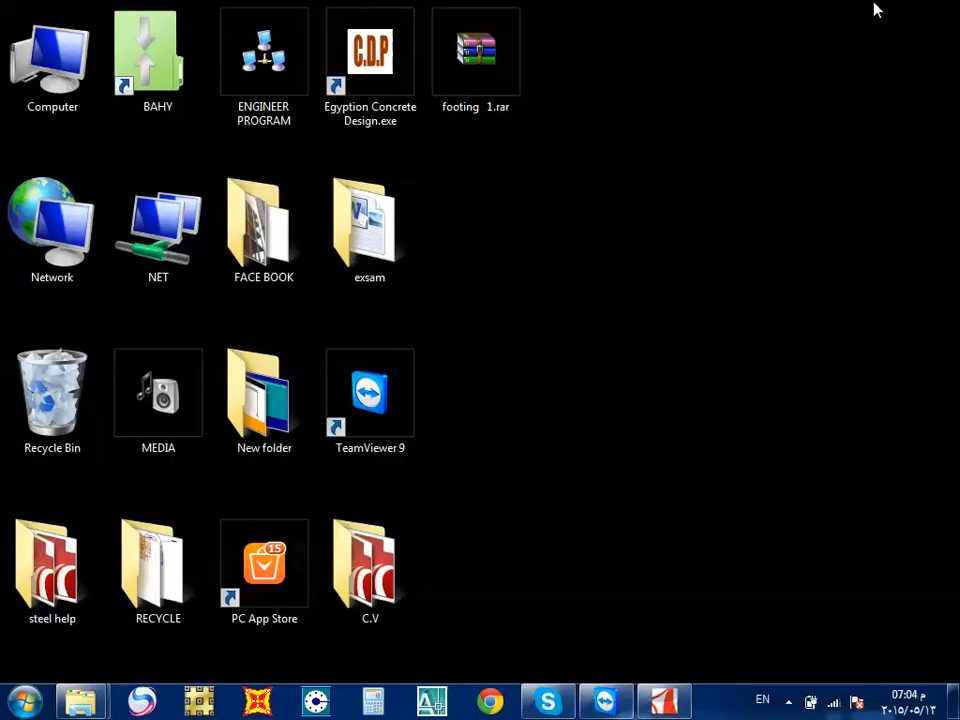 Computer
BAHY
ENGINEER
PROGRAM
C.D.P
Egyption Concrete
Design.exe
footing 1.rar
Network
NET
FACE BOOK
exsam
Recycle Bin
MEDIA
New folder
TeamViewer 9
steel help
RECYCLE
15
PC App Store
C.V
EN
07:04 م
٢٠١٥/٠٥/١٣